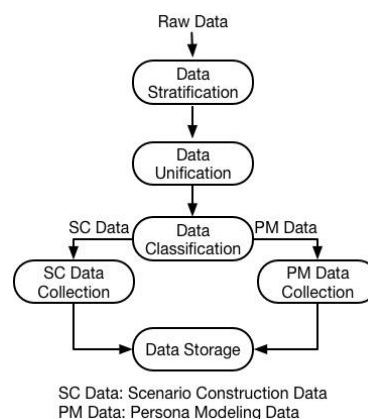 Raw Data
Data
Stratification
Data
Unification
SC Data
Data
Classification
PM Data
SC Data
Collection
PM Data
Collection
Data Storage
SC Data: Scenario Construction Data
PM Data: Persona Modeling Data